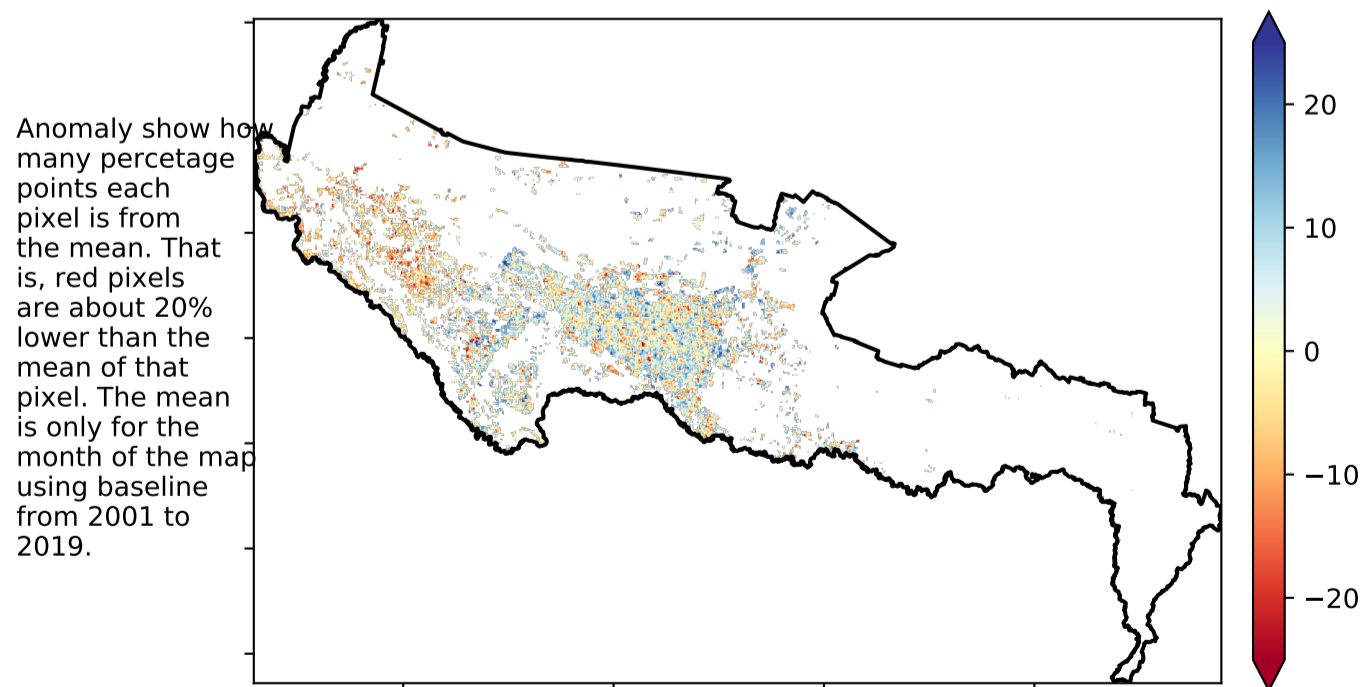 Anomaly show how
many percetage
points each
pixel is from
the mean. That
is, red pixels
are about 20%
lower than the
mean of that
pixel. The mean
is only for the
month of the map
using baseline
from 2001 to
2019.
20
10
0
−10
−20